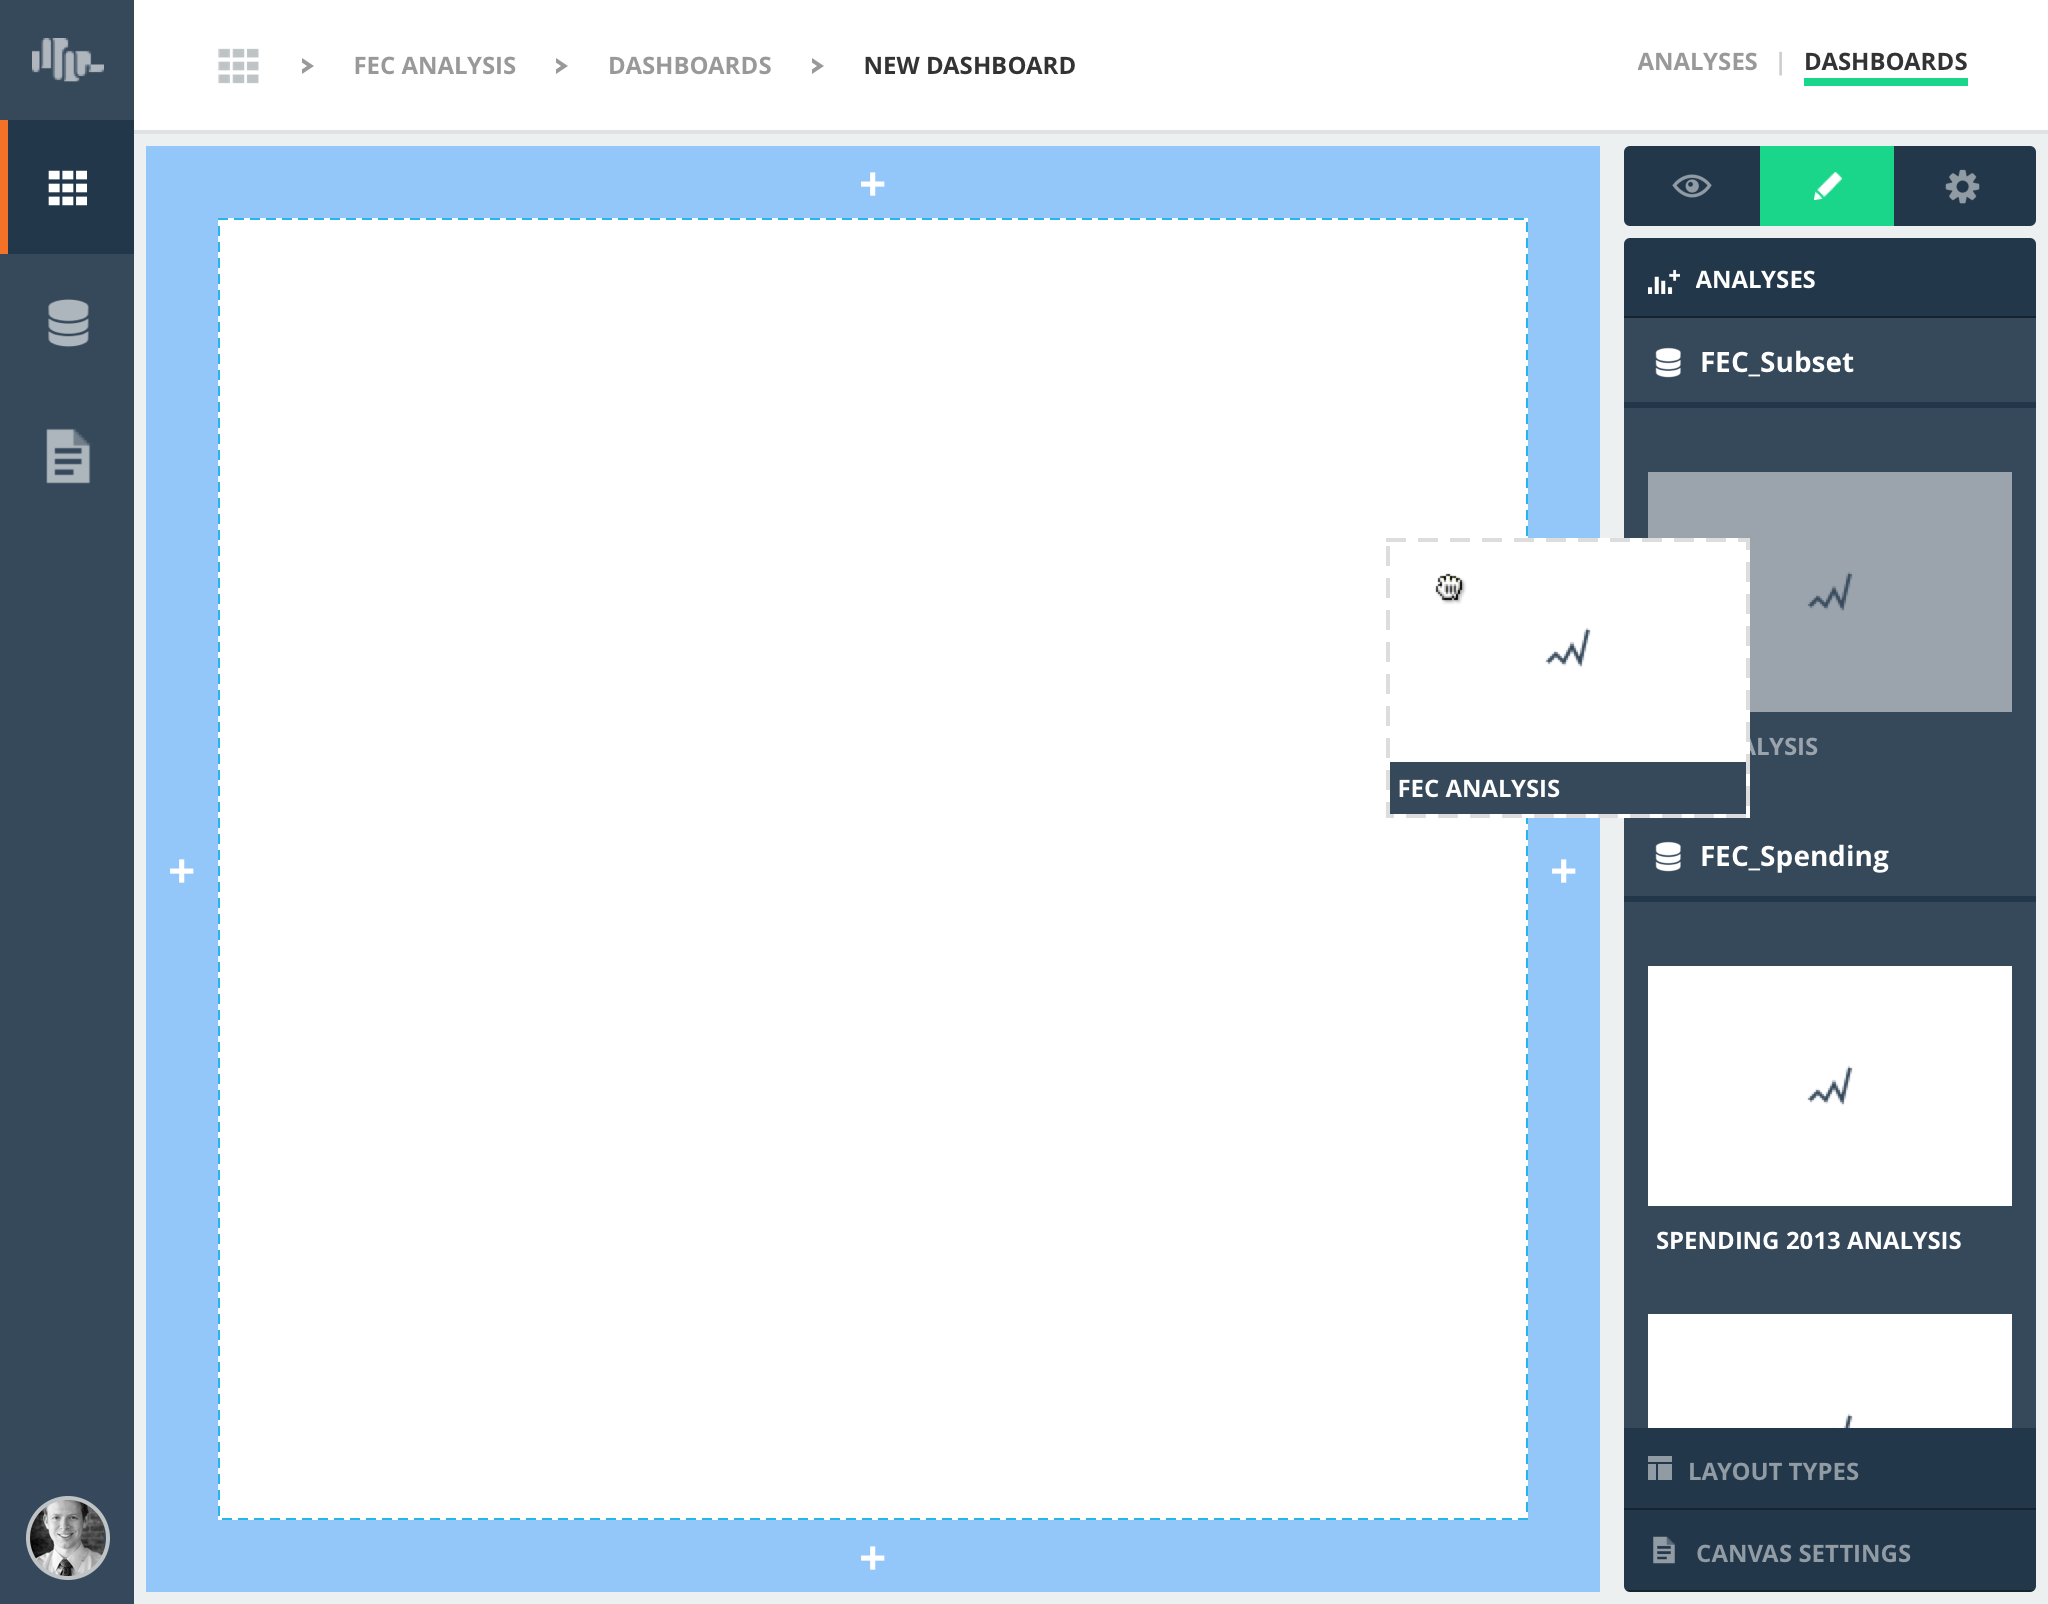 > FEC ANALYSIS > DASHBOARDS > NEW DASHBOARD
ANALYSES | DASHBOARDS
ANALYSES
FEC_Subset
ALYSIS
FEC ANALYSIS
FEC_Spending
SPENDING 2013 ANALYSIS
LAYOUT TYPES
CANVAS SETTINGS